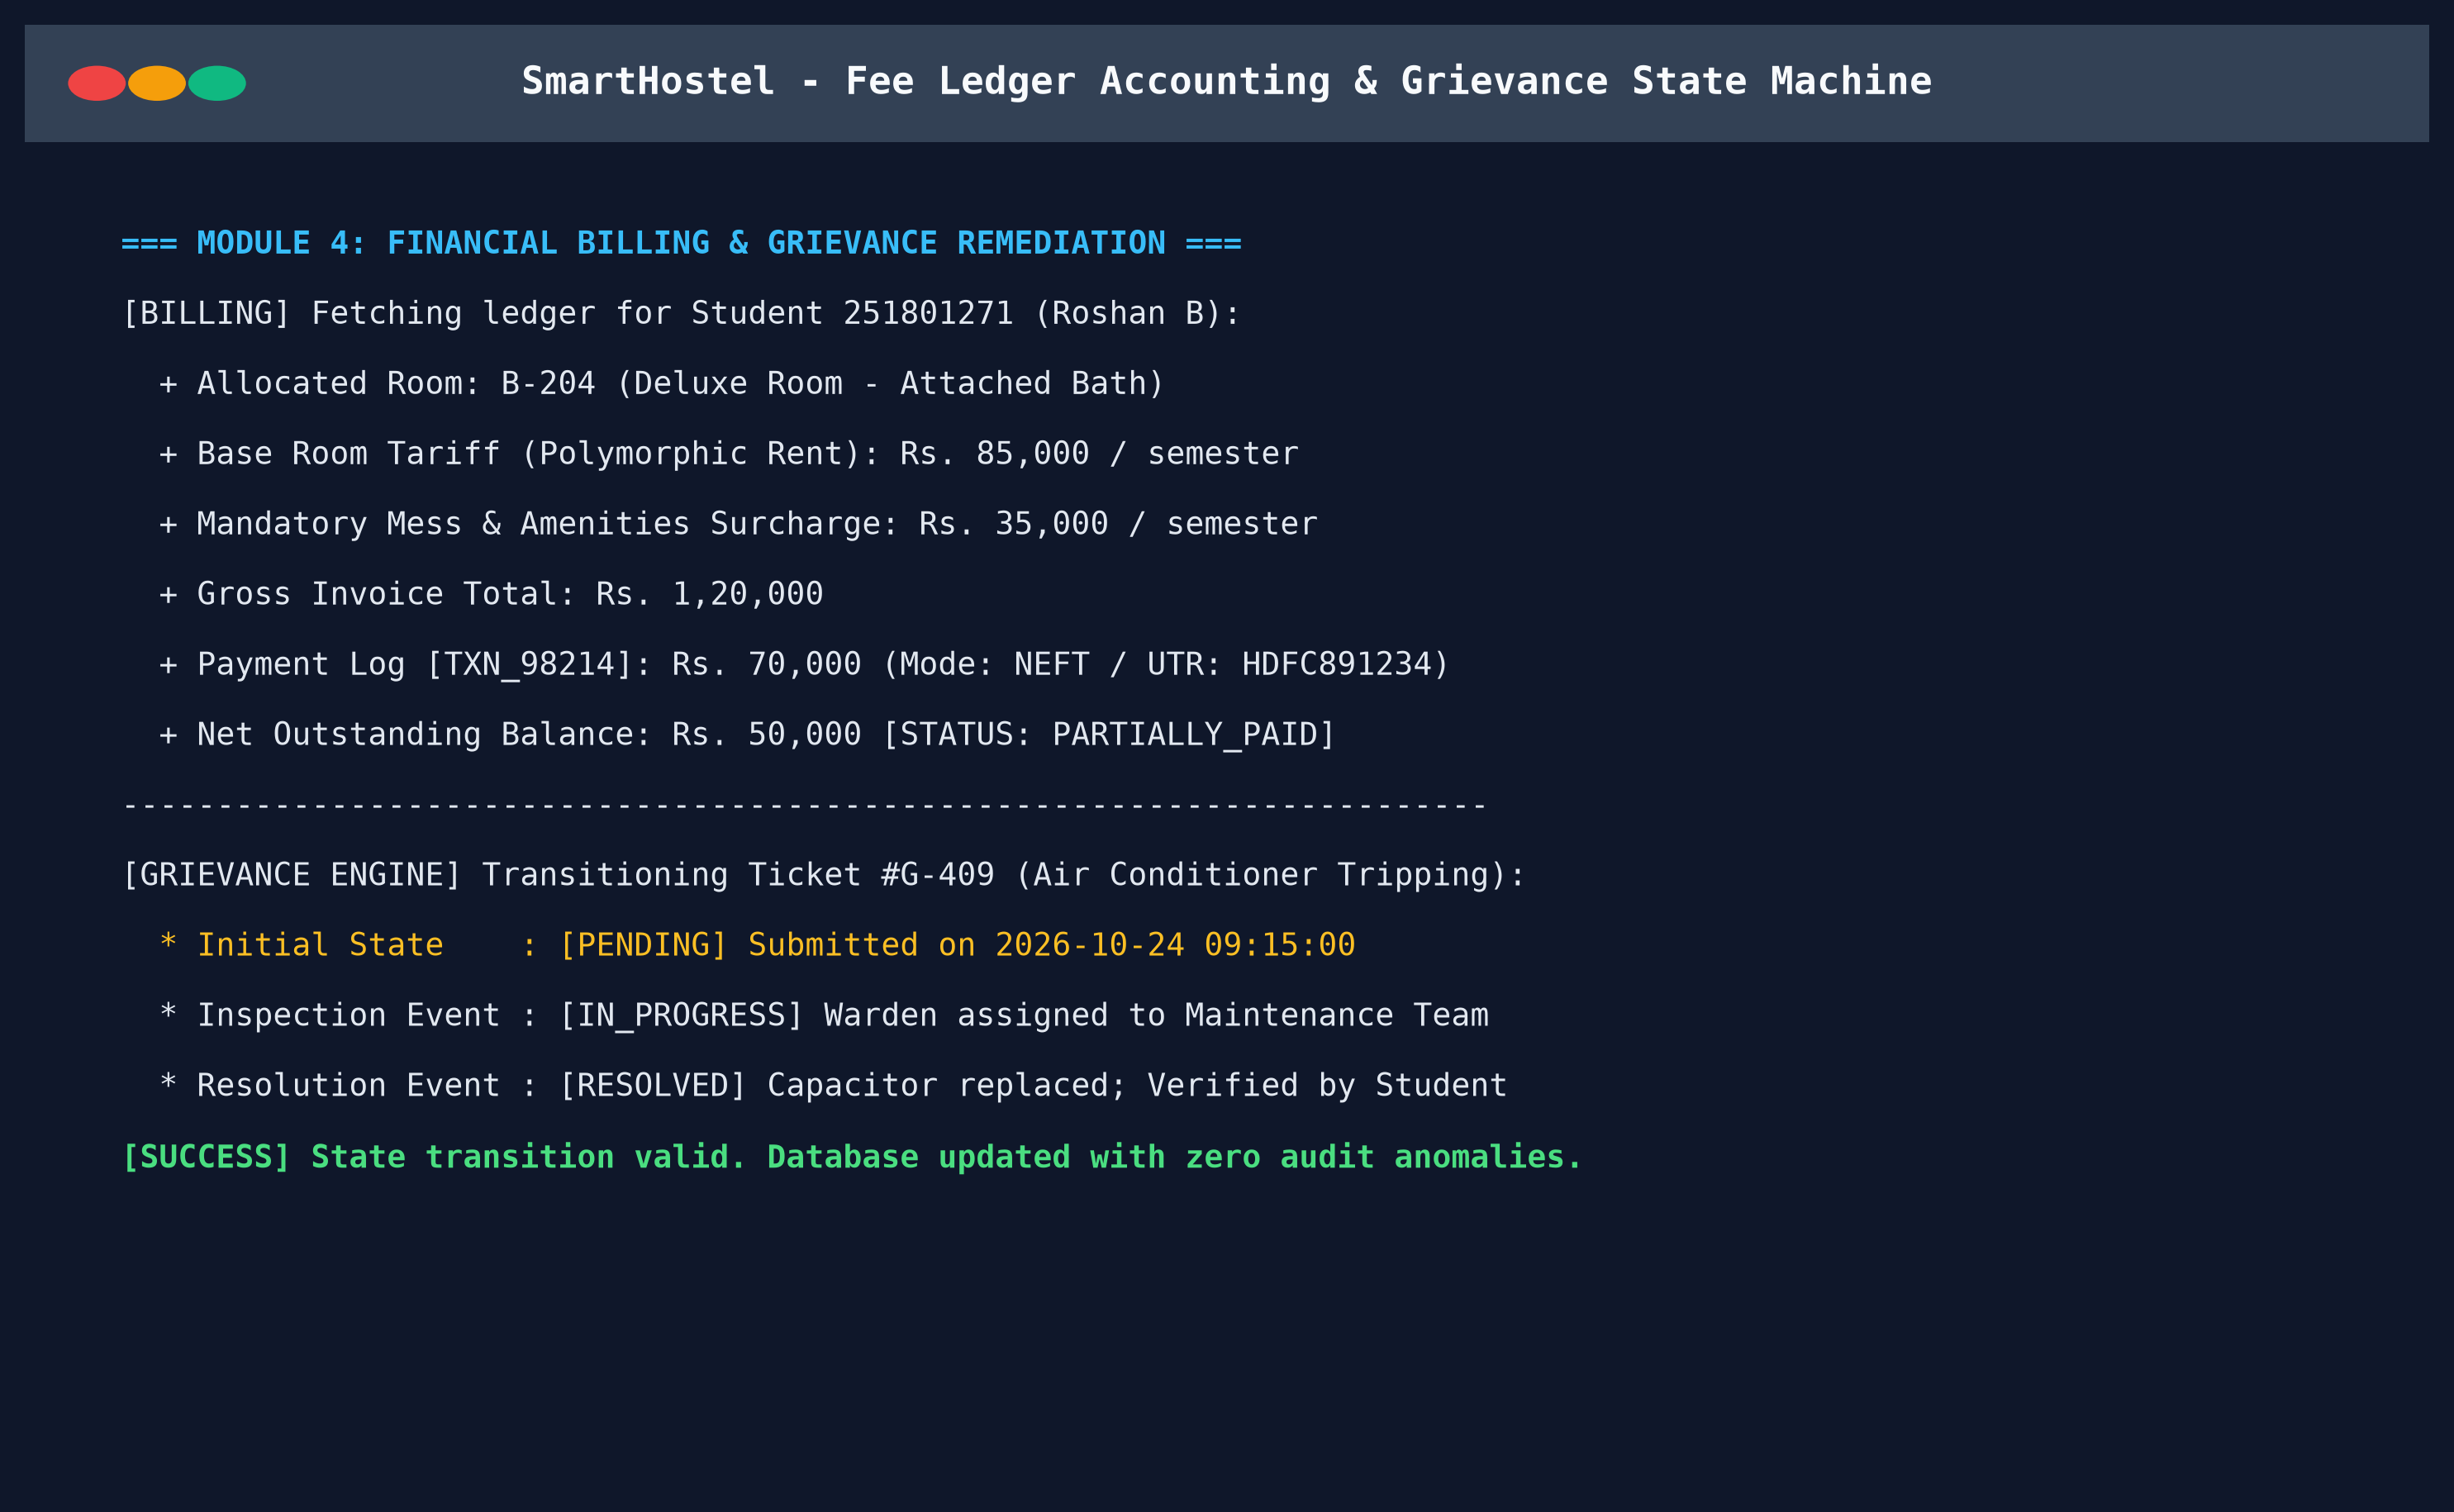 SmartHostel - Fee Ledger Accounting & Grievance State Machine
=== MODULE 4: FINANCIAL BILLING & GRIEVANCE REMEDIATION ===
[BILLING] Fetching ledger for Student 251801271 (Roshan B):
+ Allocated Room: B-204 (Deluxe Room - Attached Bath)
+ Base Room Tariff (Polymorphic Rent): Rs. 85,000 / semester
+ Mandatory Mess & Amenities Surcharge: Rs. 35,000 / semester
+ Gross Invoice Total: Rs. 1,20,000
+ Payment Log [TXN_98214]: Rs. 70,000 (Mode: NEFT / UTR: HDFC891234)
+ Net Outstanding Balance: Rs. 50,000 [STATUS: PARTIALLY_PAID]
------------------------------------------------------------------------
[GRIEVANCE ENGINE] Transitioning Ticket #G-409 (Air Conditioner Tripping):
* Initial State    : [PENDING] Submitted on 2026-10-24 09:15:00
* Inspection Event : [IN_PROGRESS] Warden assigned to Maintenance Team
* Resolution Event : [RESOLVED] Capacitor replaced; Verified by Student
[SUCCESS] State transition valid. Database updated with zero audit anomalies.